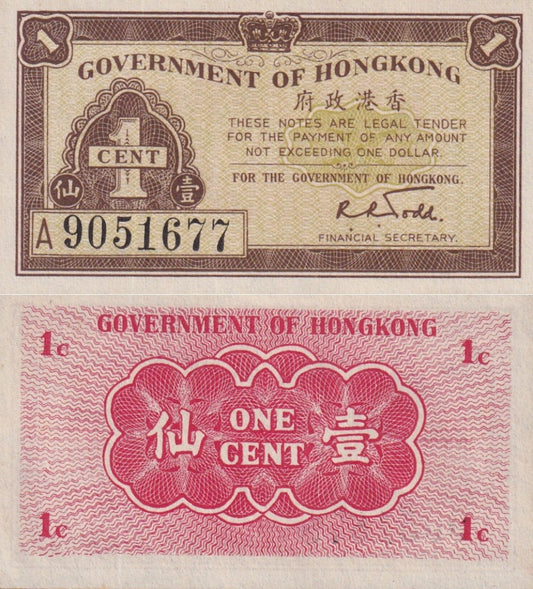 1
1
GOVERNMENT OF HONGKONG
府政港香
THESE NOTES ARE LEGAL TENDER
FOR THE PAYMENT OF ANY AMOUNT
NOT EXCEEDING ONE DOLLAR.
FOR THE GOVERNMENT OF HONGKONG.
R.R. Todd.
FINANCIAL SECRETARY.
1
CENT
仙 壹
A 9051677
GOVERNMENT OF HONGKONG
1c 1c
仙 ONE CENT 壹
1c 1c